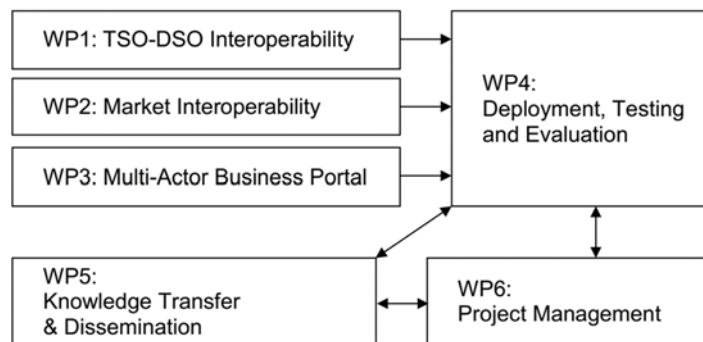 WP1: TSO-DSO Interoperability
WP2: Market Interoperability
WP3: Multi-Actor Business Portal
WP4:
Deployment, Testing
and Evaluation
WP5:
Knowledge Transfer
& Dissemination
WP6:
Project Management